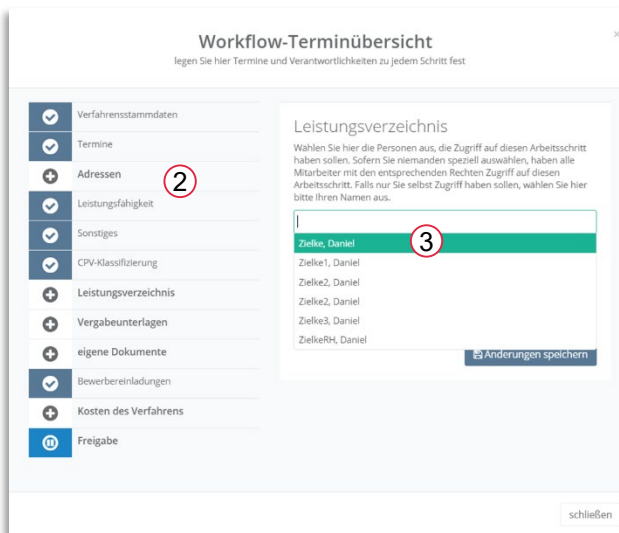 Workflow-Terminübersicht
×
legen Sie hier Termine und Verantwortlichkeiten zu jedem Schritt fest
Verfahrensstammdaten
Termine
Adressen
2
Leistungsfähigkeit
Sonstiges
CPV-Klassifizierung
Leistungsverzeichnis
Vergabeunterlagen
eigene Dokumente
Bewerbereinladungen
Kosten des Verfahrens
Freigabe
Leistungsverzeichnis
Wählen Sie hier die Personen aus, die Zugriff auf diesen Arbeitsschritt
haben sollen. Sofern Sie niemanden speziell auswählen, haben alle
Mitarbeiter mit den entsprechenden Rechten Zugriff auf diesen
Arbeitsschritt. Falls nur Sie selbst Zugriff haben sollen, wählen Sie hier
bitte Ihren Namen aus.
Zielke, Daniel
3
Zielke1, Daniel
Zielke2, Daniel
Zielke2, Daniel
Zielke3, Daniel
ZielkeRH, Daniel
Änderungen speichern
schließen